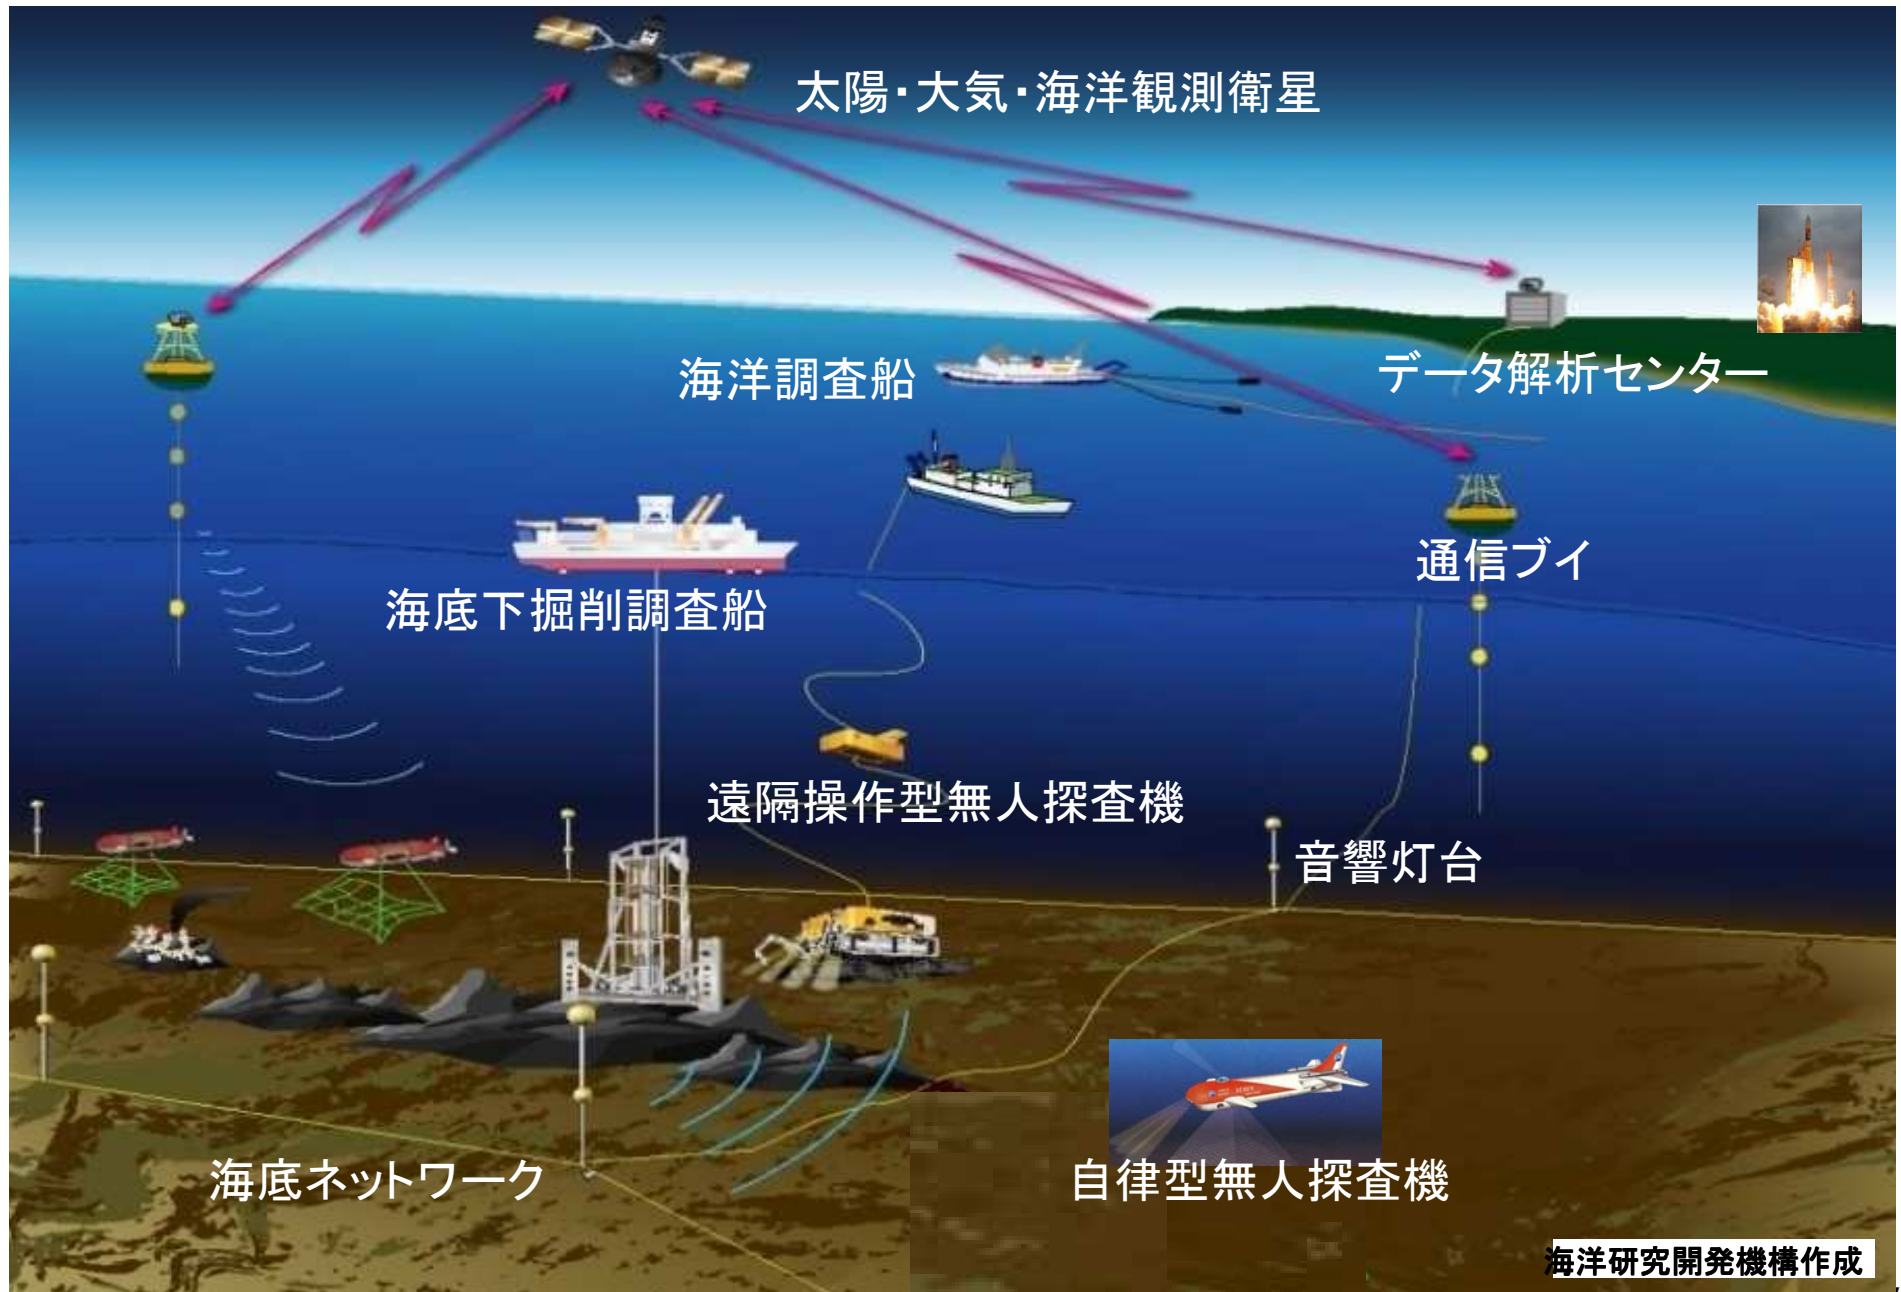 太陽・大気・海洋観測衛星
海洋調査船
データ解析センター
通信ブイ
海底下掘削調査船
遠隔操作型無人探査機
音響灯台
海底ネットワーク
自律型無人探査機
海洋研究開発機構作成